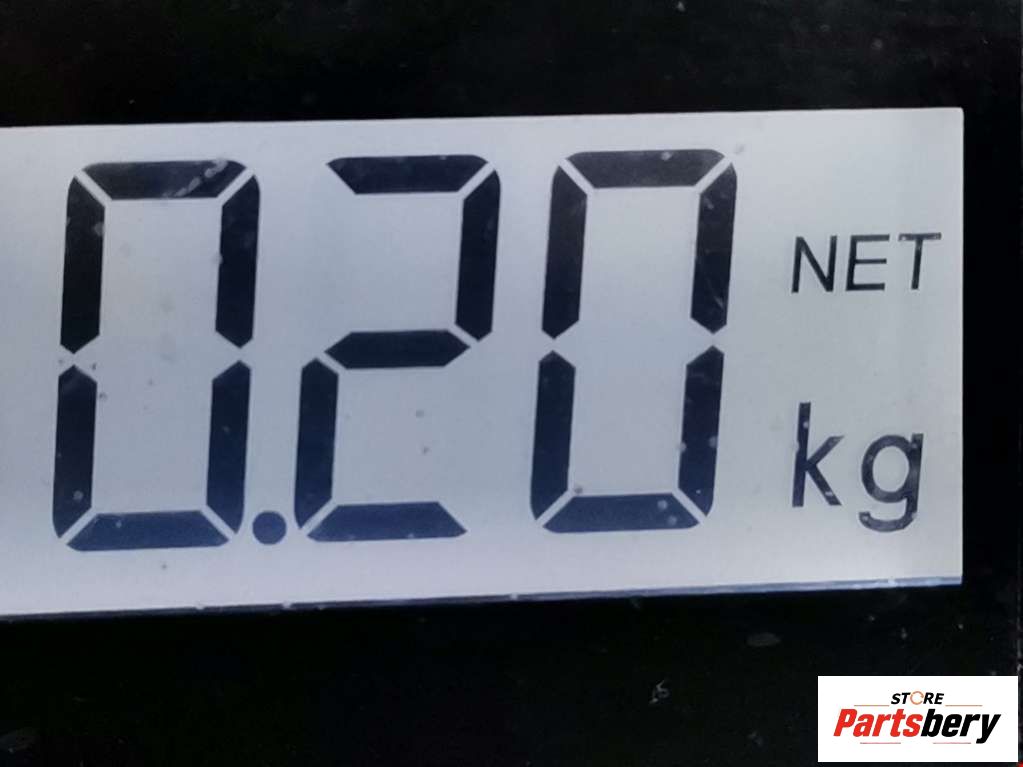 0.20 NET
kg
STORE
Partsbery